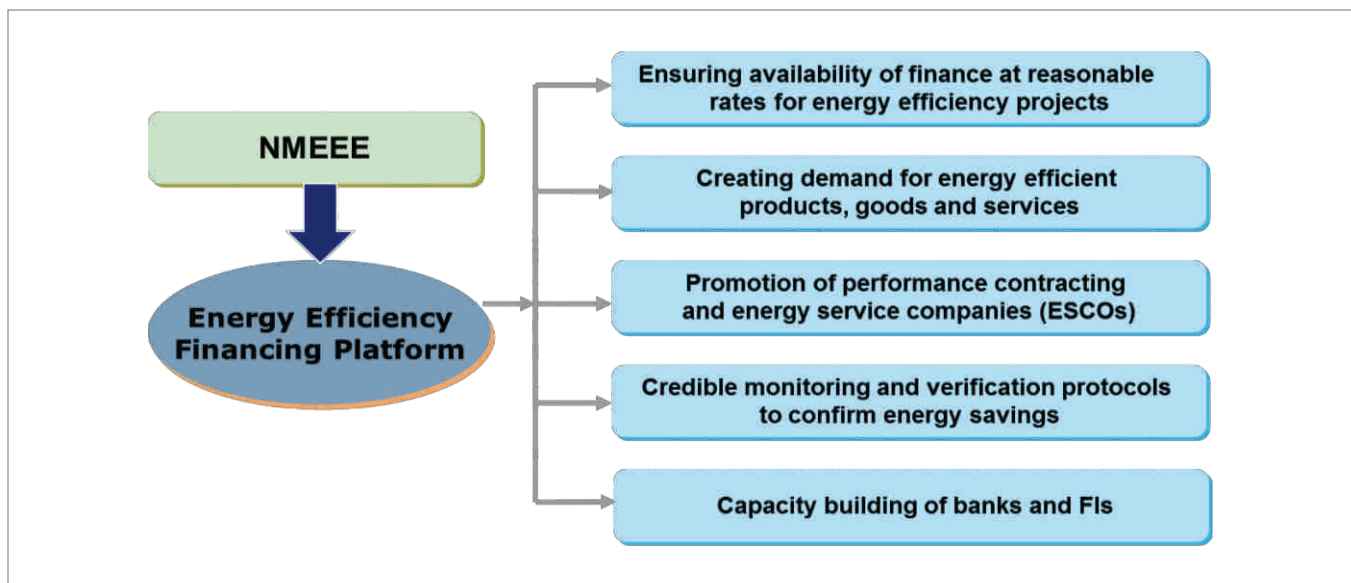 NMEEE
Energy Efficiency
Financing Platform
Ensuring availability of finance at reasonable
rates for energy efficiency projects
Creating demand for energy efficient
products, goods and services
Promotion of performance contracting
and energy service companies (ESCOs)
Credible monitoring and verification protocols
to confirm energy savings
Capacity building of banks and FIs